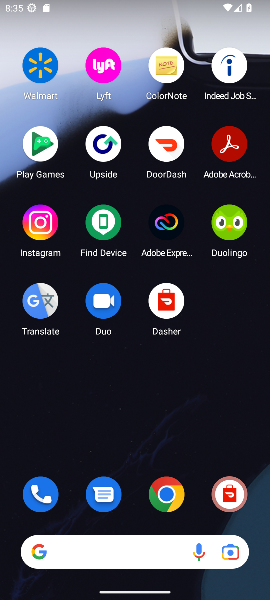 8:35
Walmart
Lyft
ColorNote
Indeed Job S...
Play Games
Upside
DoorDash
Adobe Acrob...
Instagram
Find Device
Adobe Expre...
Duolingo
Translate
Duo
Dasher